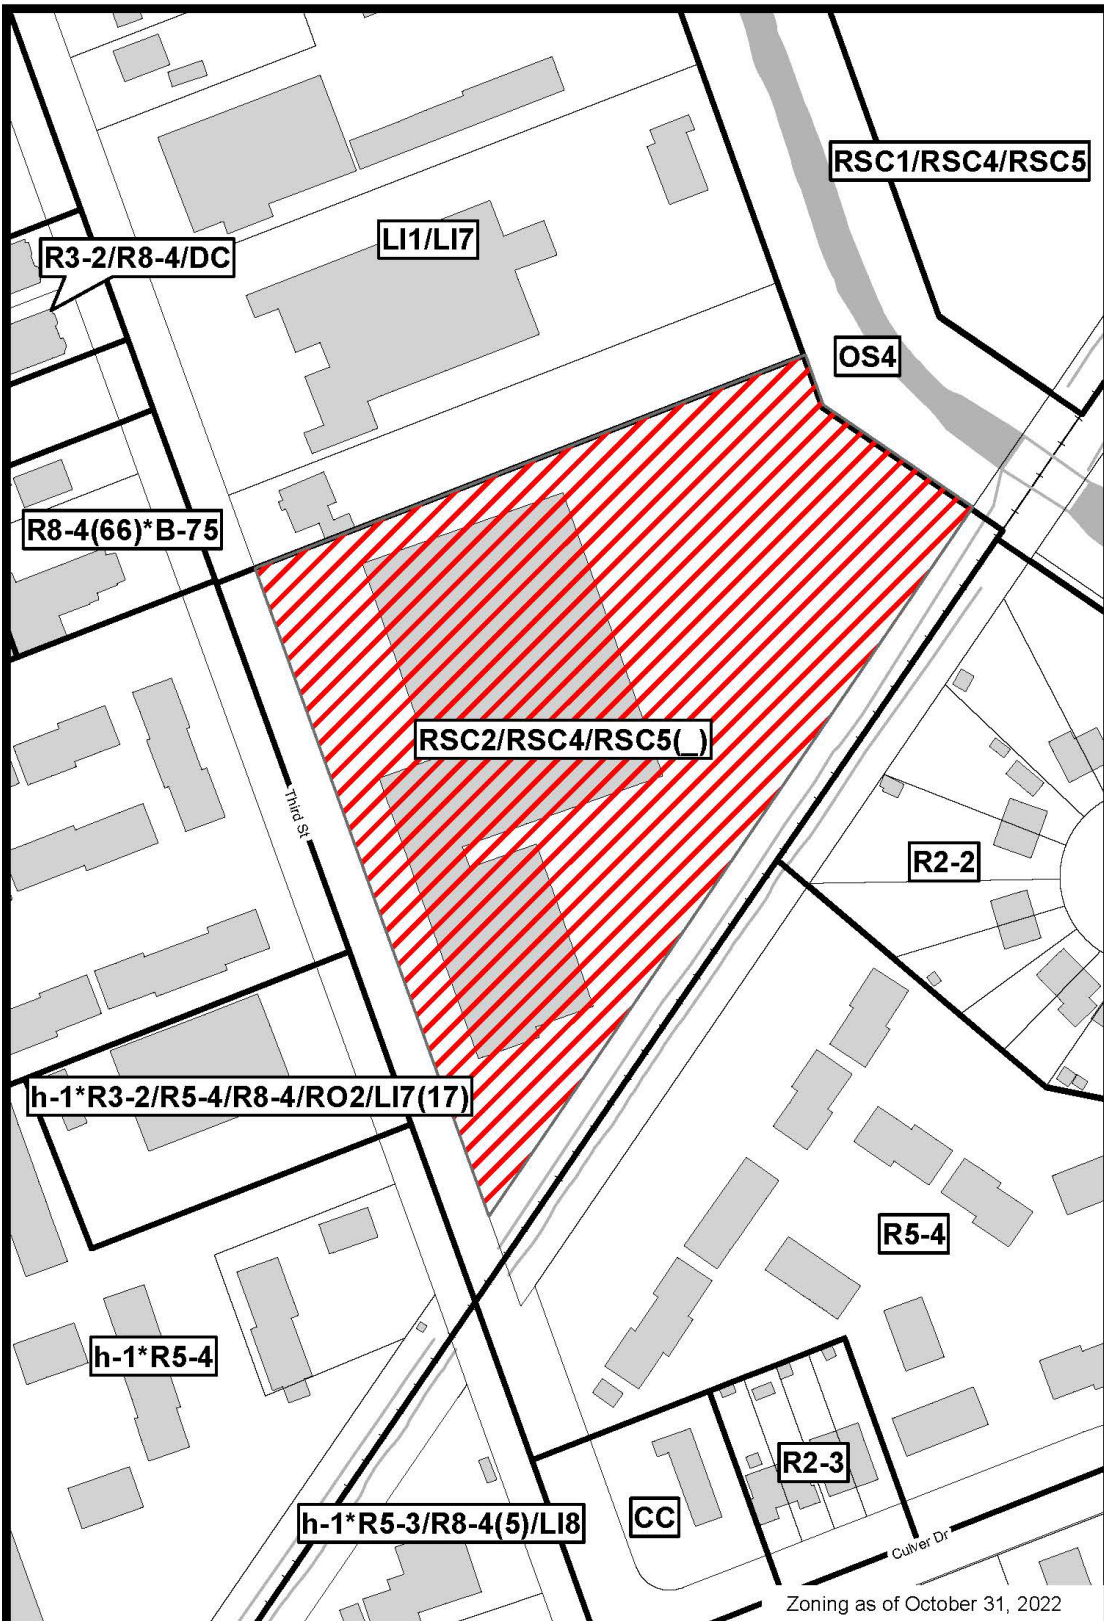 RSC1/RSC4/RSC5
LI1/LI7
R3-2/R8-4/DC
OS4
R8-4(66)*B-75
RSC2/RSC4/RSC5(_)
Third St
R2-2
h-1*R3-2/R5-4/R8-4/RO2/LI7(17)
R5-4
h-1*R5-4
R2-3
h-1*R5-3/R8-4(5)/LI8
CC
Culver Dr
Zoning as of October 31, 2022